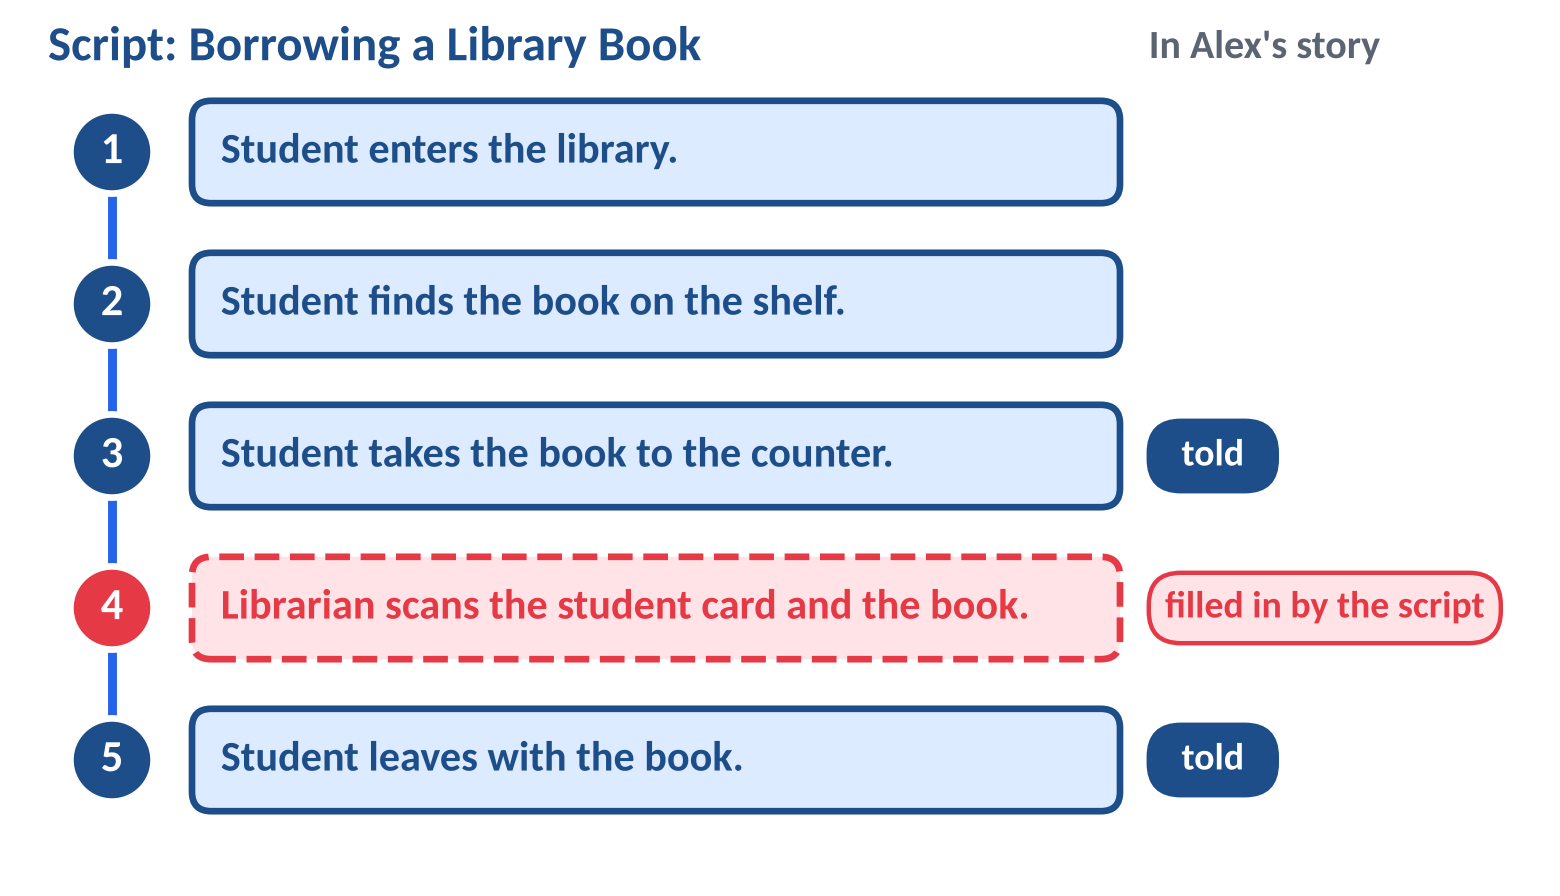 Script: Borrowing a Library Book
In Alex's story
1
Student enters the library.
2
Student finds the book on the shelf.
3
Student takes the book to the counter.
told
4
Librarian scans the student card and the book.
filled in by the script
5
Student leaves with the book.
told